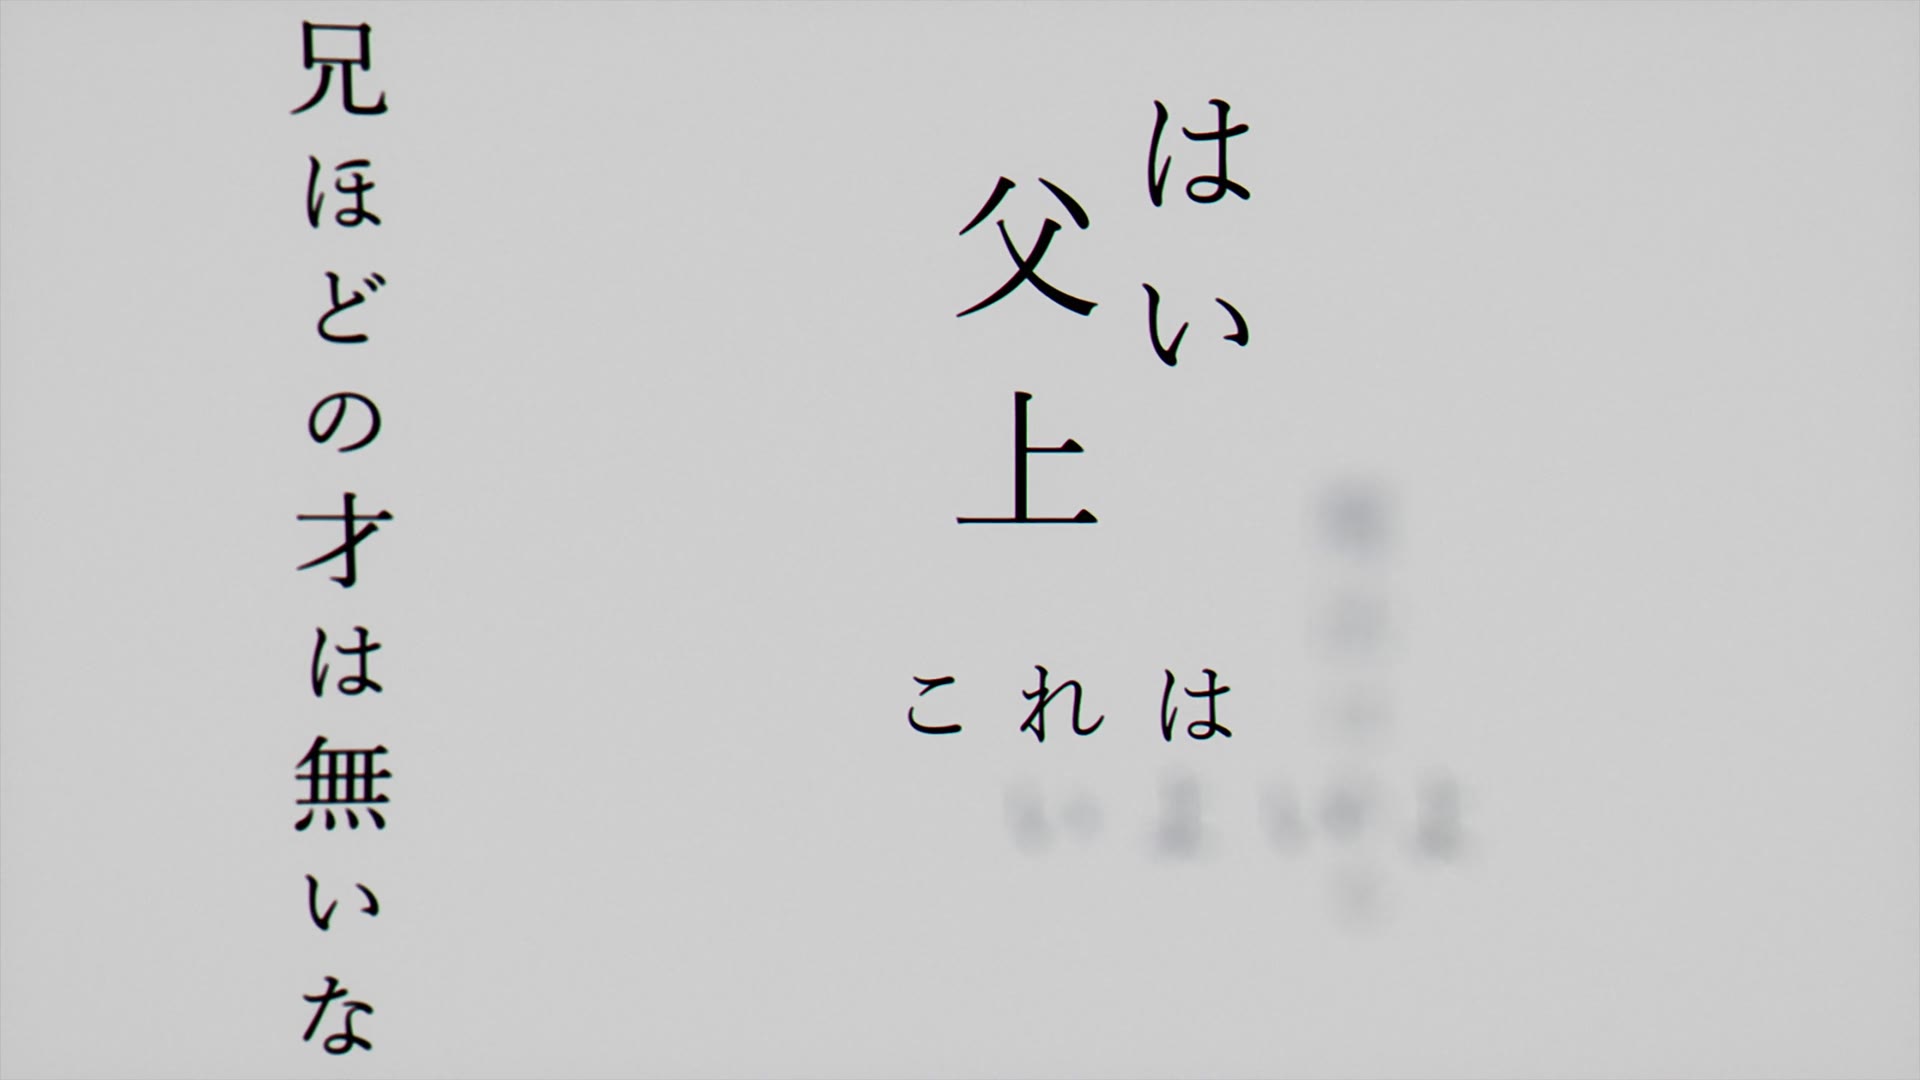 はい
父上
これは
兄ほどの才は無いな